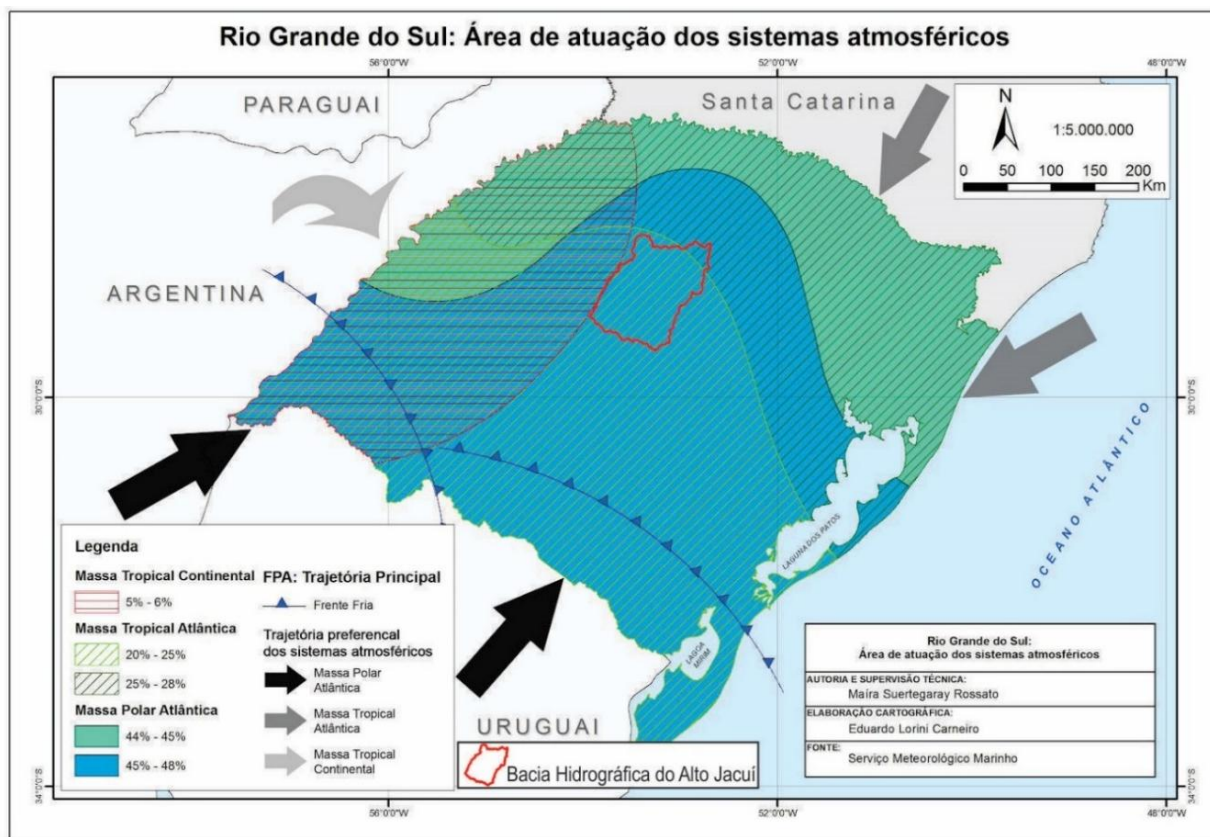 Rio Grande do Sul: Área de atuação dos sistemas atmosféricos
56°0'0"W
52°0'0"W
48°0'0"W
PARAGUAI
Santa Catarina
N
1:5.000.000
0 50 100 150 200
Km
ARGENTINA
30°0'0"S
30°0'0"S
OCEANO ATLÂNTICO
LAGUNA DOS PATOS
LAGOA
MIRIM
URUGUAI
Legenda
Massa Tropical Continental
5% - 6%
Massa Tropical Atlântica
20% - 25%
25% - 28%
Massa Polar Atlântica
44% - 45%
45% - 48%
FPA: Trajetória Principal
Frente Fria
Trajetória preferencal
dos sistemas atmosféricos
Massa Polar
Atlântica
Massa Tropical
Atlântica
Massa Tropical
Continental
Bacia Hidrográfica do Alto Jacuí
Rio Grande do Sul:
Área de atuação dos sistemas atmosféricos
AUTORIA E SUPERVISÃO TÉCNICA:
Maíra Suertegaray Rossato
ELABORAÇÃO CARTOGRÁFICA:
Eduardo Lorini Carneiro
FONTE:
Serviço Meteorológico Marinho
34°0'0"S
34°0'0"S
56°0'0"W
52°0'0"W
48°0'0"W